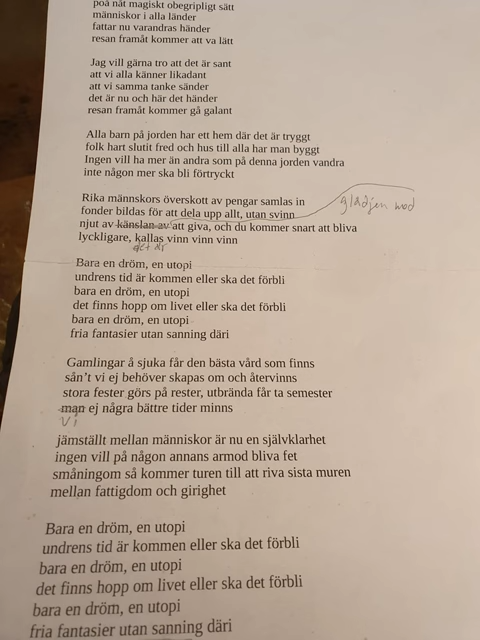 poå nåt magiskt obegripligt sätt
människor i alla länder
fattar nu varandras händer
resan framåt kommer att va lätt
Jag vill gärna tro att det är sant
att vi alla känner likadant
att vi samma tanke sänder
det är nu och här det händer
resan framåt kommer gå galant
Alla barn på jorden har ett hem där det är tryggt
folk hart slutit fred och hus till alla har man byggt
Ingen vill ha mer än andra som på denna jorden vandra
inte någon mer ska bli förtryckt
Rika männskors överskott av pengar samlas in
glädjen med
fonder bildas för att dela upp allt, utan svinn
njut av känslan av att giva, och du kommer snart att bliva
lyckligare, kallas vinn vinn vinn
det är
Bara en dröm, en utopi
undrens tid är kommen eller ska det förbli
bara en dröm, en utopi
det finns hopp om livet eller ska det förbli
bara en dröm, en utopi
fria fantasier utan sanning däri
Gamlingar å sjuka får den bästa vård som finns
sån't vi ej behöver skapas om och återvinns
stora fester görs på rester, utbrända får ta semester
man ej några bättre tider minns
Vi
jämställt mellan människor är nu en självklarhet
ingen vill på någon annans armod bliva fet
småningom så kommer turen till att riva sista muren
mellan fattigdom och girighet
Bara en dröm, en utopi
undrens tid är kommen eller ska det förbli
bara en dröm, en utopi
det finns hopp om livet eller ska det förbli
bara en dröm, en utopi
fria fantasier utan sanning däri